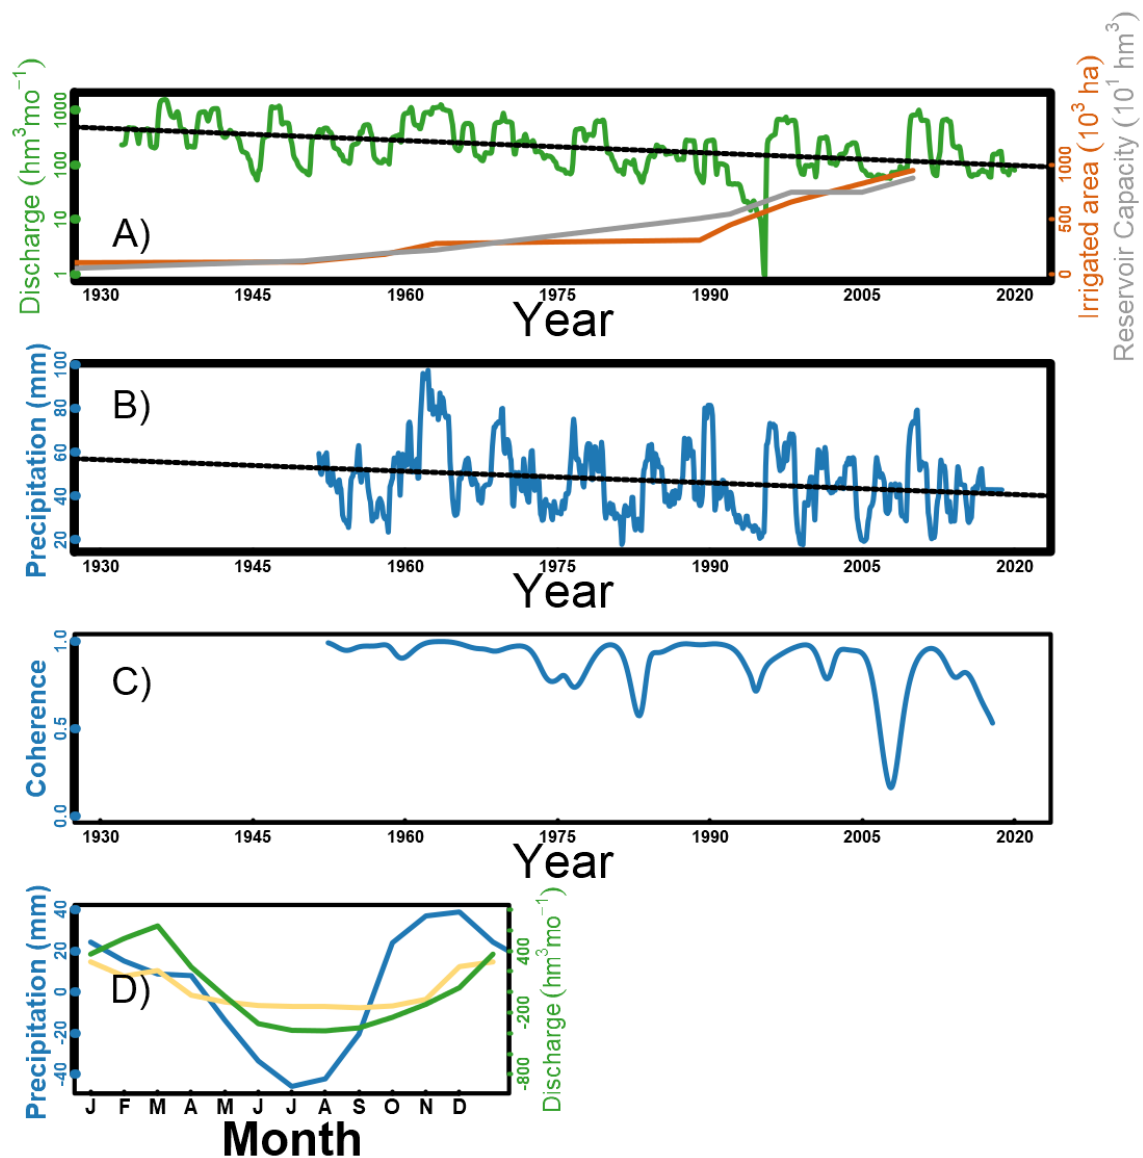 A)
Discharge (hm³mo⁻¹)
1 10 100 1000
Irrigated area (10³ ha)
0 500 1000
Reservoir Capacity (10¹ hm³)
1930 1945 1960 1975 1990 2005 2020
Year
B)
Precipitation (mm)
20 40 60 80 100
1930 1945 1960 1975 1990 2005 2020
Year
C)
Coherence
0.0 0.5 1.0
1930 1945 1960 1975 1990 2005 2020
Year
D)
Precipitation (mm)
-40 -20 0 20 40
-800 -200 400
Discharge (hm³mo⁻¹)
J F M A M J J A S O N D
Month